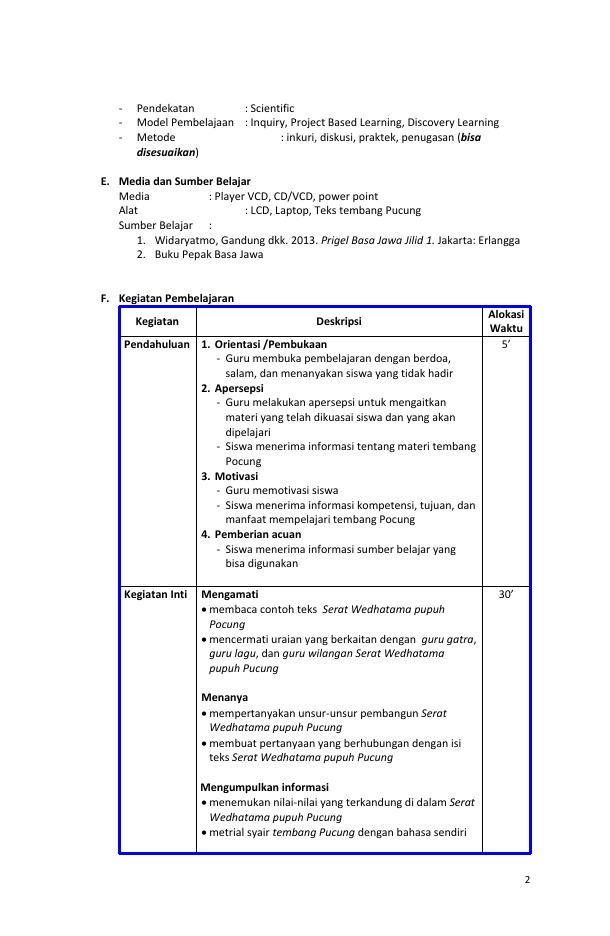 - Pendekatan : Scientific
- Model Pembelajaan : Inquiry, Project Based Learning, Discovery Learning
- Metode : inkuri, diskusi, praktek, penugasan (bisa
disesuaikan)
E. Media dan Sumber Belajar
Media : Player VCD, CD/VCD, power point
Alat : LCD, Laptop, Teks tembang Pucung
Sumber Belajar :
1. Widaryatmo, Gandung dkk. 2013. Prigel Basa Jawa Jilid 1. Jakarta: Erlangga
2. Buku Pepak Basa Jawa
F. Kegiatan Pembelajaran
Kegiatan Deskripsi Alokasi
Waktu
Pendahuluan 1. Orientasi /Pembukaan 5’
- Guru membuka pembelajaran dengan berdoa,
salam, dan menanyakan siswa yang tidak hadir
2. Apersepsi
- Guru melakukan apersepsi untuk mengaitkan
materi yang telah dikuasai siswa dan yang akan
dipelajari
- Siswa menerima informasi tentang materi tembang
Pocung
3. Motivasi
- Guru memotivasi siswa
- Siswa menerima informasi kompetensi, tujuan, dan
manfaat mempelajari tembang Pocung
4. Pemberian acuan
- Siswa menerima informasi sumber belajar yang
bisa digunakan
Kegiatan Inti Mengamati 30’
• membaca contoh teks Serat Wedhatama pupuh
Pocung
• mencermati uraian yang berkaitan dengan guru gatra,
guru lagu, dan guru wilangan Serat Wedhatama
pupuh Pucung
Menanya
• mempertanyakan unsur-unsur pembangun Serat
Wedhatama pupuh Pucung
• membuat pertanyaan yang berhubungan dengan isi
teks Serat Wedhatama pupuh Pucung
Mengumpulkan informasi
• menemukan nilai-nilai yang terkandung di dalam Serat
Wedhatama pupuh Pucung
• metrial syair tembang Pucung dengan bahasa sendiri
2